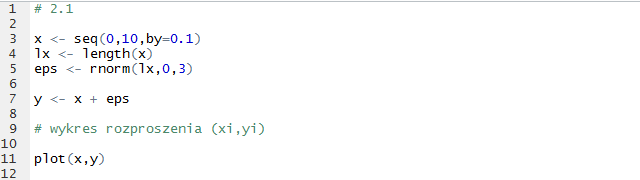 1 # 2.1
2
3 x <- seq(0,10,by=0.1)
4 lx <- length(x)
5 eps <- rnorm(lx,0,3)
6
7 y <- x + eps
8
9 # wykres rozproszenia (xi,yi)
10
11 plot(x,y)
12